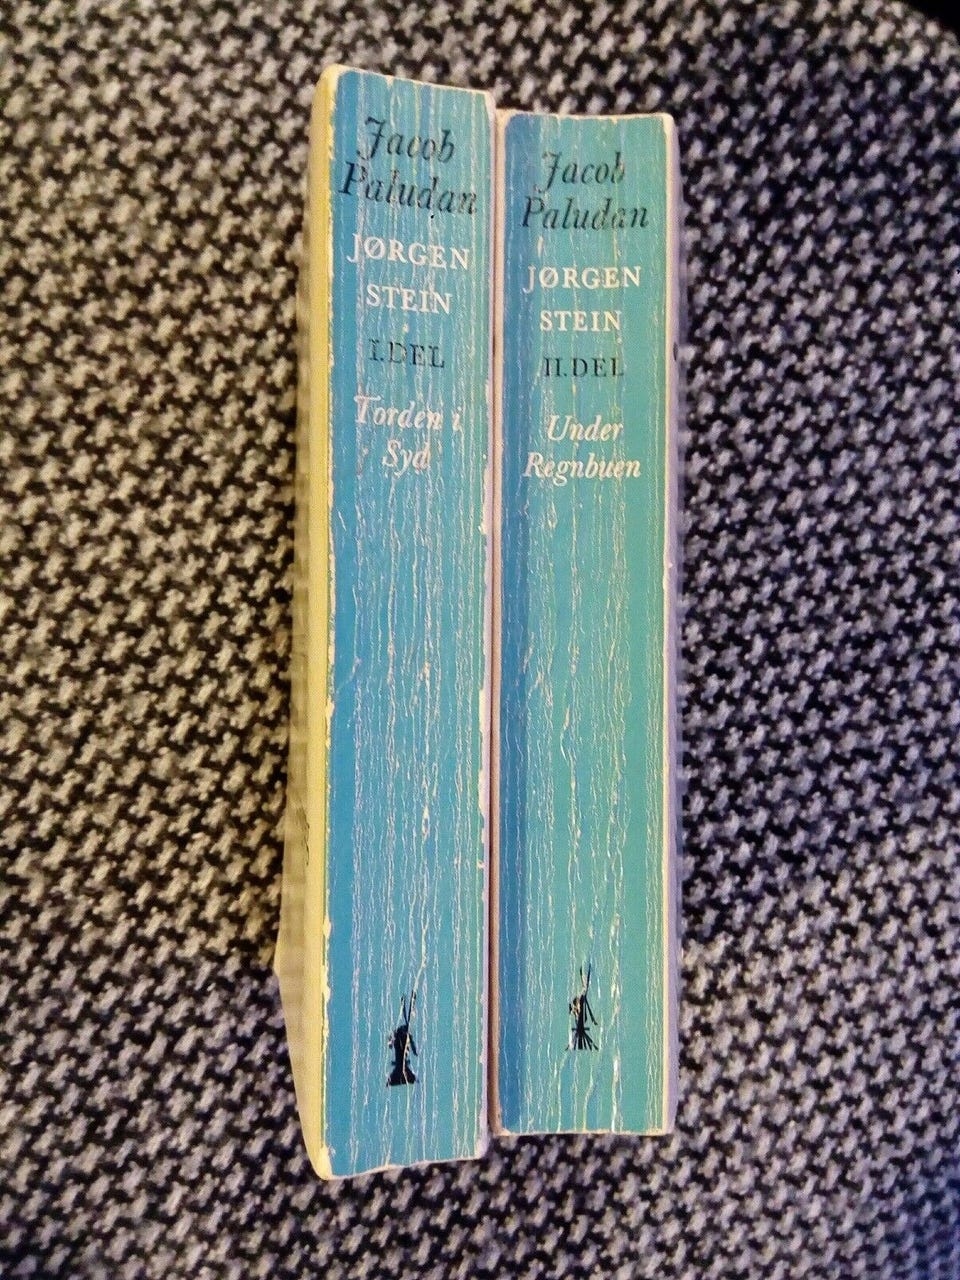 Jacob
Paludan
JØRGEN
STEIN
I.DEL
Torden i
Syd
Jacob
Paludan
JØRGEN
STEIN
II.DEL
Under
Regnbuen